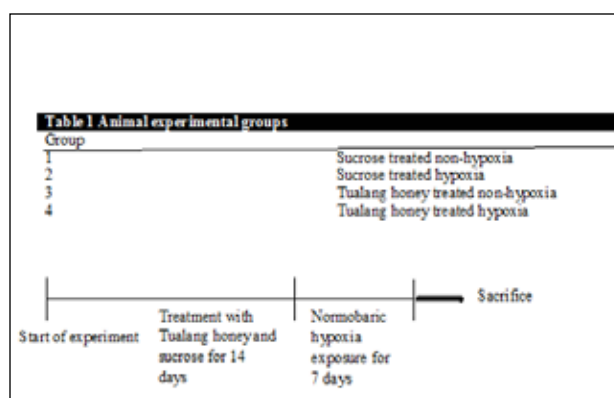 Table 1 Animal experimental groups
Group
1 Sucrose treated non-hypoxia
2 Sucrose treated hypoxia
3 Tualang honey treated non-hypoxia
4 Tualang honey treated hypoxia
Start of experiment
Treatment with
Tualang honey and
sucrose for 14
days
Normobaric
hypoxia
exposure for
7 days
Sacrifice